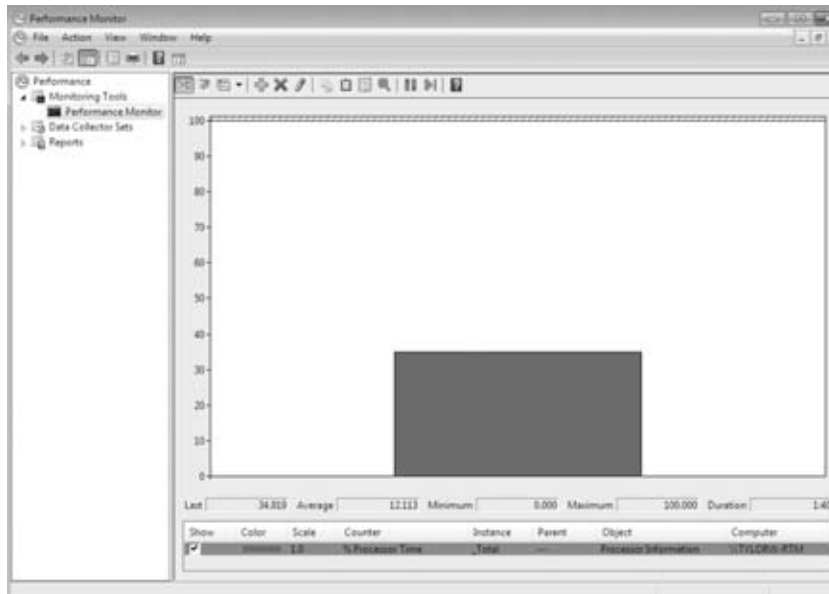 Performance Monitor
File Action View Window Help
Performance
Monitoring Tools
Performance Monitor
Data Collector Sets
Reports
100
90
80
70
60
50
40
30
20
10
0
Last 34.919 Average 12.113 Minimum 0.000 Maximum 100.000 Duration
Show Color Scale Counter Instance Parent Object Computer
1.0 % Processor Time _Total --- Processor Information